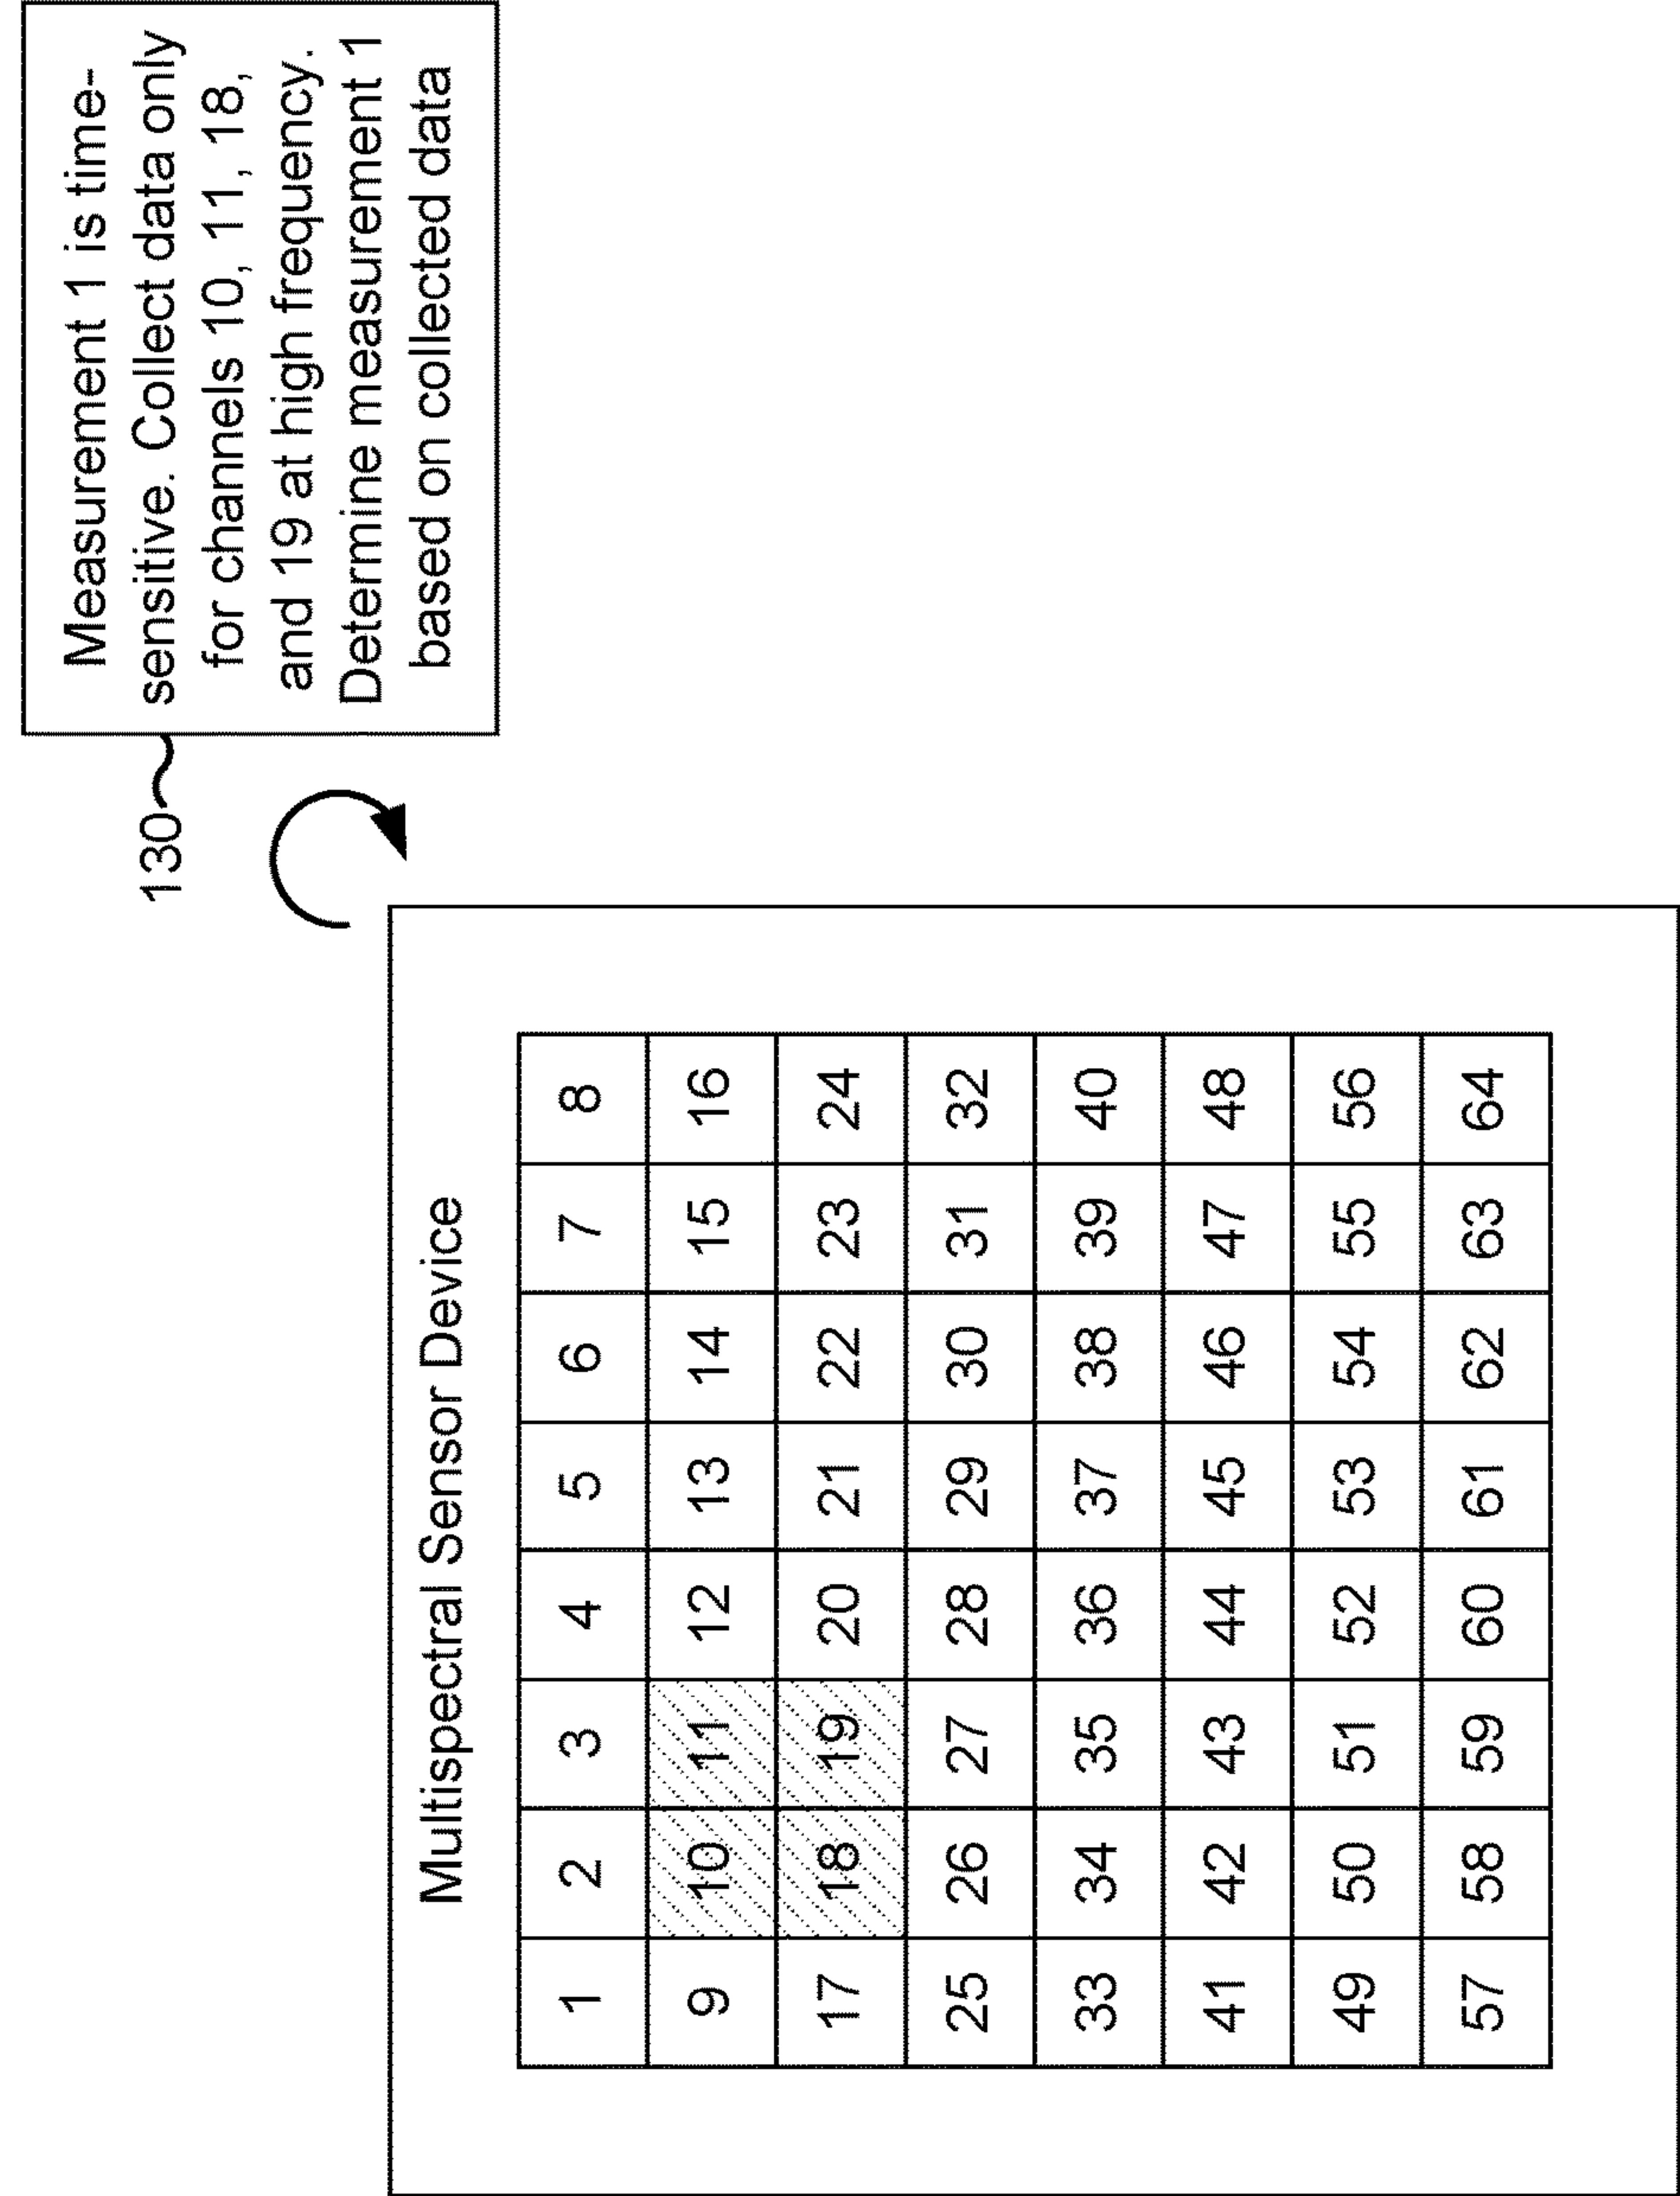 Measurement 1 is time-
sensitive. Collect data only
for channels 10, 11, 18,
and 19 at high frequency.
Determine measurement 1
based on collected data
130
Multispectral Sensor Device
1 2 3 4 5 6 7 8
9 10 11 12 13 14 15 16
17 18 19 20 21 22 23 24
25 26 27 28 29 30 31 32
33 34 35 36 37 38 39 40
41 42 43 44 45 46 47 48
49 50 51 52 53 54 55 56
57 58 59 60 61 62 63 64